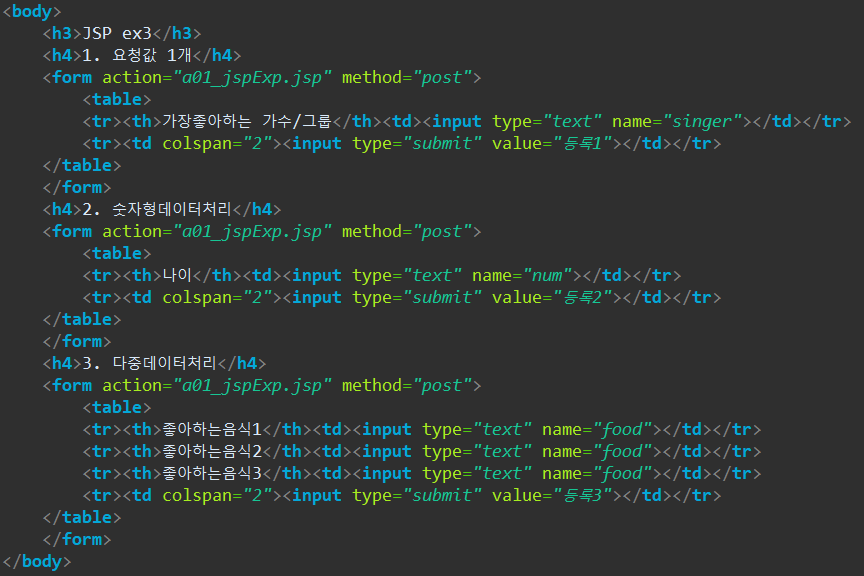 <body>
<h3>JSP ex3</h3>
<h4>1. 요청값 1개</h4>
<form action="a01_jspExp.jsp" method="post">
<table>
<tr><th>가장좋아하는 가수/그룹</th><td><input type="text" name="singer"></td></tr>
<tr><td colspan="2"><input type="submit" value="등록1"></td></tr>
</table>
</form>
<h4>2. 숫자형데이터처리</h4>
<form action="a01_jspExp.jsp" method="post">
<table>
<tr><th>나이</th><td><input type="text" name="num"></td></tr>
<tr><td colspan="2"><input type="submit" value="등록2"></td></tr>
</table>
</form>
<h4>3. 다중데이터처리</h4>
<form action="a01_jspExp.jsp" method="post">
<table>
<tr><th>좋아하는음식1</th><td><input type="text" name="food"></td></tr>
<tr><th>좋아하는음식2</th><td><input type="text" name="food"></td></tr>
<tr><th>좋아하는음식3</th><td><input type="text" name="food"></td></tr>
<tr><td colspan="2"><input type="submit" value="등록3"></td></tr>
</table>
</form>
</body>